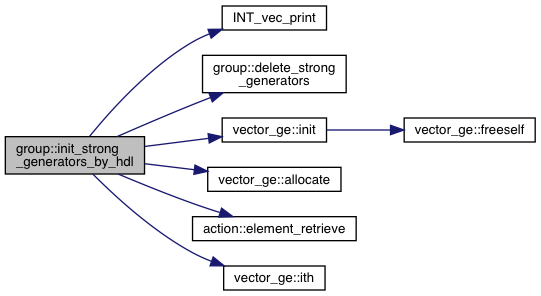 INT_vec_print
group::delete_strong
_generators
group::init_strong
_generators_by_hdl
vector_ge::init
vector_ge::freeself
vector_ge::allocate
action::element_retrieve
vector_ge::ith